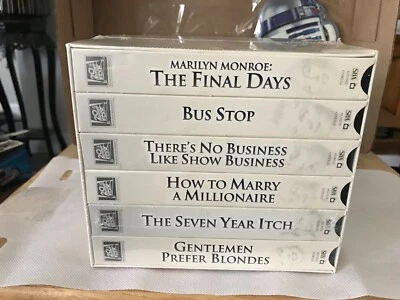 MARILYN MONROE:
THE FINAL DAYS
BUS STOP
THERE'S NO BUSINESS
LIKE SHOW BUSINESS
HOW TO MARRY
A MILLIONAIRE
THE SEVEN YEAR ITCH
GENTLEMEN
PREFER BLONDES